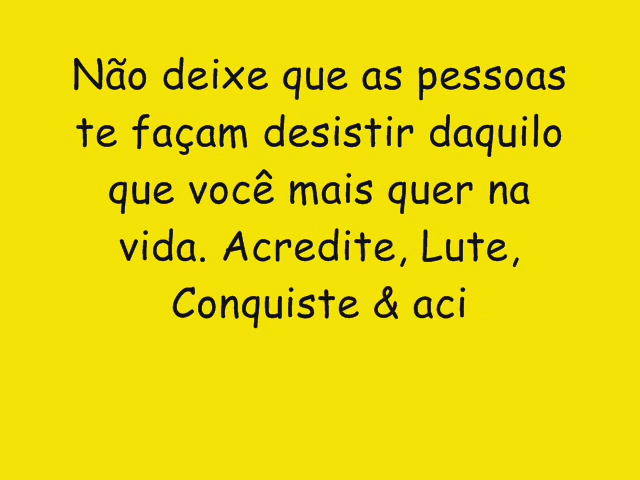 Não deixe que as pessoas
te façam desistir daquilo
que você mais quer na
vida. Acredite, Lute,
Conquiste & aci